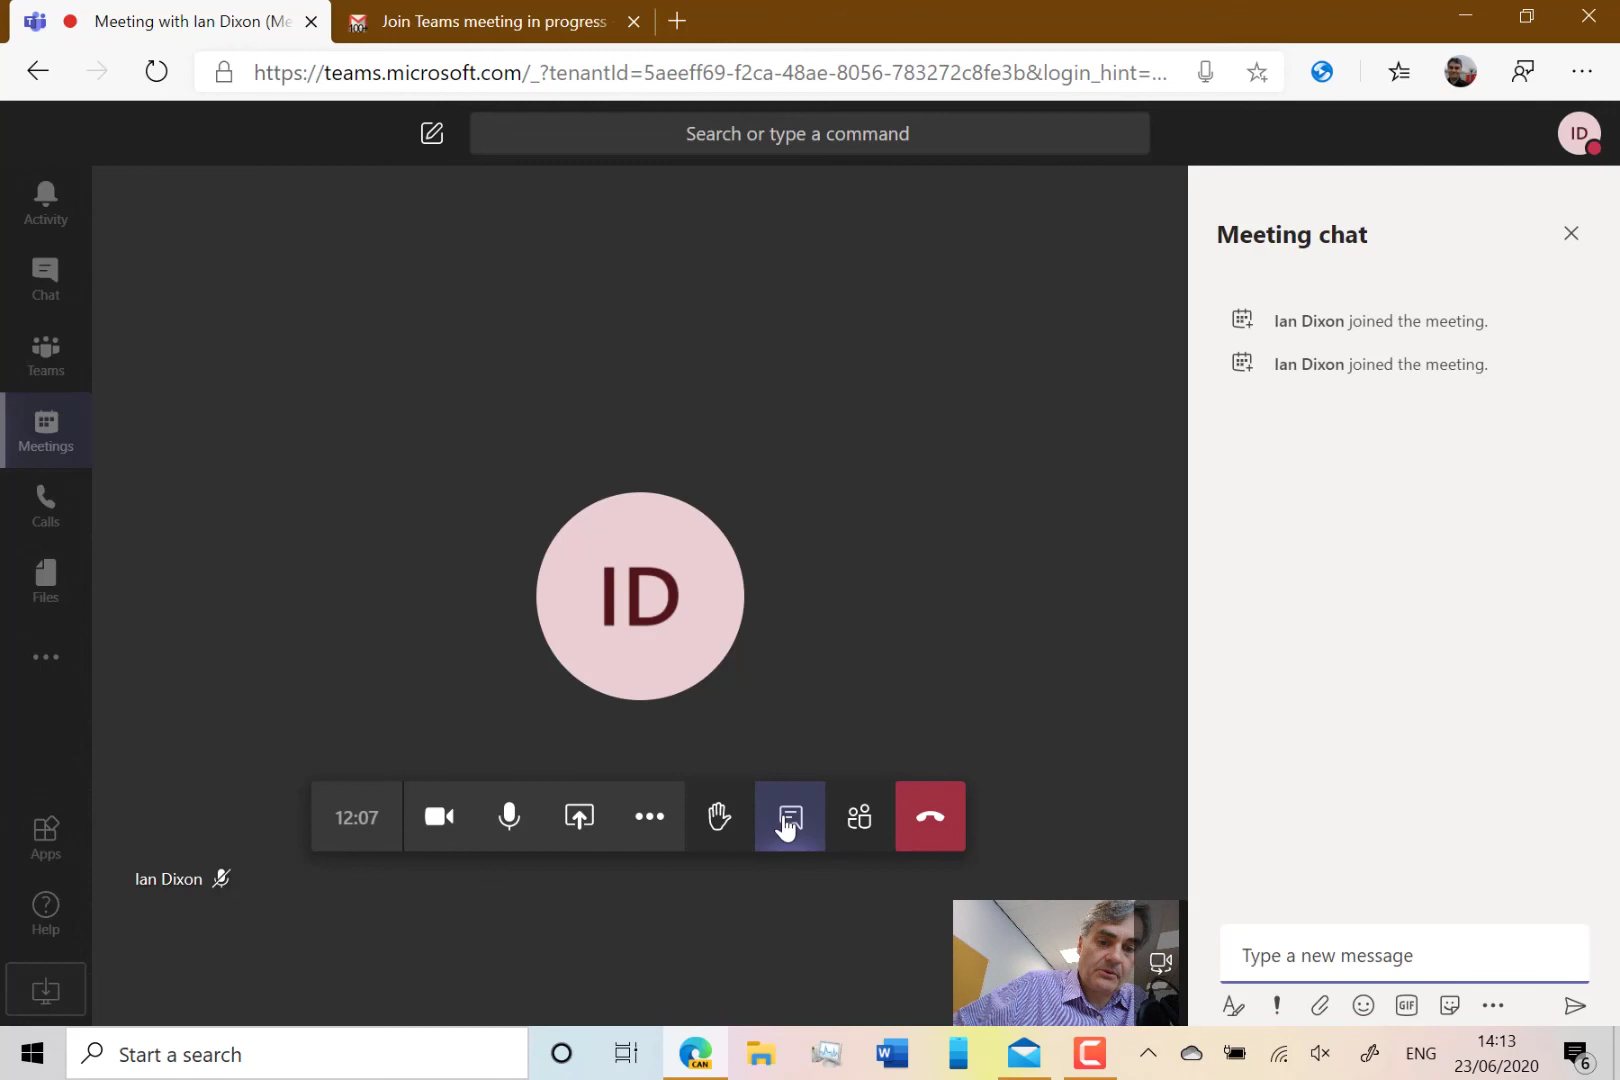 Meeting with Ian Dixon (Me
Join Teams meeting in progress
https://teams.microsoft.com/_?tenantId=5aeeff69-f2ca-48ae-8056-783272c8fe3b&login_hint=...
Search or type a command
ID
Activity
Chat
Teams
Meetings
Calls
Files
Apps
Help
ID
12:07
Ian Dixon
Meeting chat
Ian Dixon joined the meeting.
Ian Dixon joined the meeting.
Type a new message
GIF
Start a search
CAN
ENG
14:13
23/06/2020
6